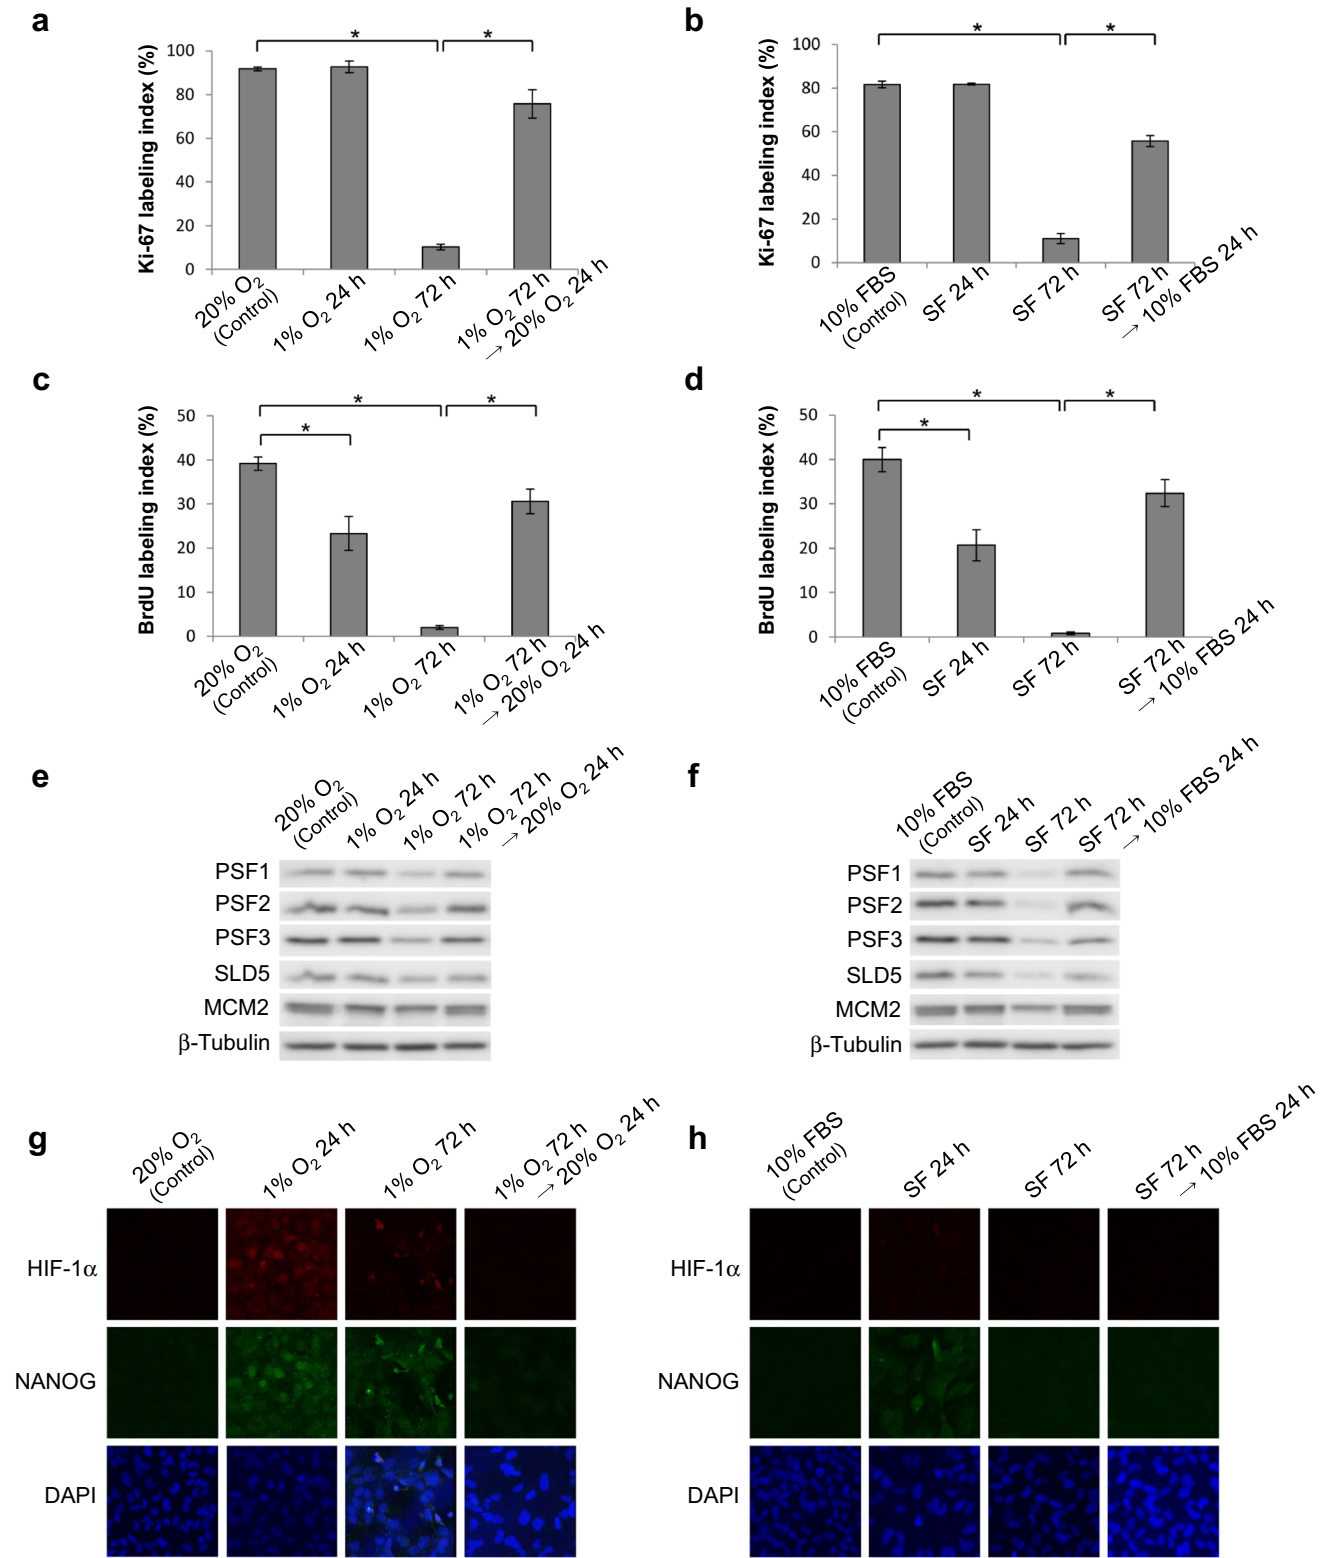 a
Ki-67 labeling index (%)
100
80
60
40
20
0
*
*
20% O2
(Control)
1% O2 24 h
1% O2 72 h
1% O2 72 h
→ 20% O2 24 h
b
Ki-67 labeling index (%)
100
80
60
40
20
0
*
*
10% FBS
(Control)
SF 24 h
SF 72 h
SF 72 h
→ 10% FBS 24 h
c
BrdU labeling index (%)
50
40
30
20
10
0
*
*
*
20% O2
(Control)
1% O2 24 h
1% O2 72 h
1% O2 72 h
→ 20% O2 24 h
d
BrdU labeling index (%)
50
40
30
20
10
0
*
*
*
10% FBS
(Control)
SF 24 h
SF 72 h
SF 72 h
→ 10% FBS 24 h
e
20% O2
(Control)
1% O2 24 h
1% O2 72 h
1% O2 72 h
→ 20% O2 24 h
PSF1
PSF2
PSF3
SLD5
MCM2
β-Tubulin
f
10% FBS
(Control)
SF 24 h
SF 72 h
SF 72 h
→ 10% FBS 24 h
PSF1
PSF2
PSF3
SLD5
MCM2
β-Tubulin
g
20% O2
(Control)
1% O2 24 h
1% O2 72 h
1% O2 72 h
→ 20% O2 24 h
HIF-1α
NANOG
DAPI
h
10% FBS
(Control)
SF 24 h
SF 72 h
SF 72 h
→ 10% FBS 24 h
HIF-1α
NANOG
DAPI